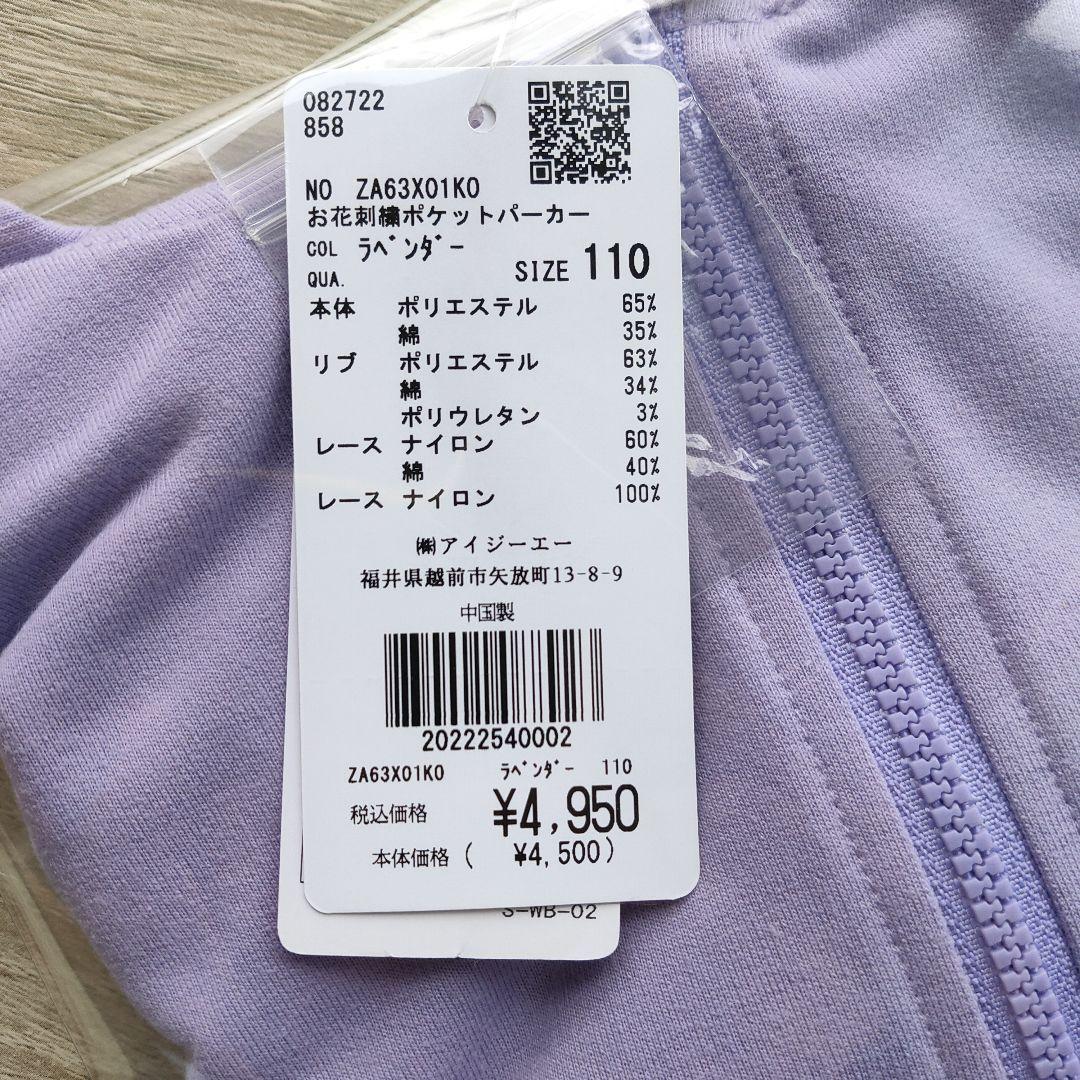 082722
858
NO ZA63X01K0
お花刺繍ポケットパーカー
COL ﾗﾍﾞﾝﾀﾞｰ
QUA.
SIZE 110
本体 ポリエステル 65%
綿 35%
リブ ポリエステル 63%
綿 34%
ポリウレタン 3%
レース ナイロン 60%
綿 40%
レース ナイロン 100%
㈱アイジーエー
福井県越前市矢放町13-8-9
中国製
20222540002
ZA63X01K0 ﾗﾍﾞﾝﾀﾞｰ 110
税込価格 ¥4,950
本体価格( ¥4,500)
S-WB-02